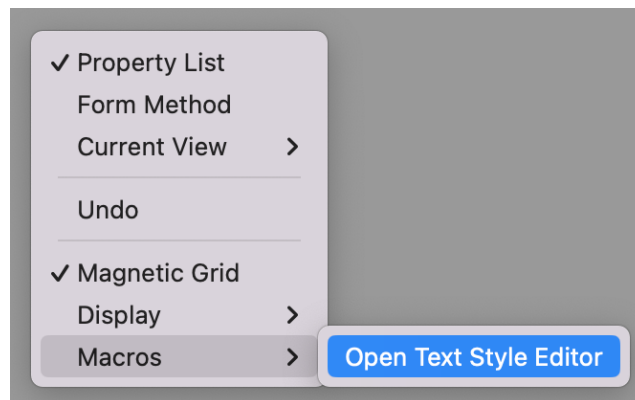 ✓ Property List
Form Method
Current View >
Undo
✓ Magnetic Grid
Display >
Macros >
Open Text Style Editor